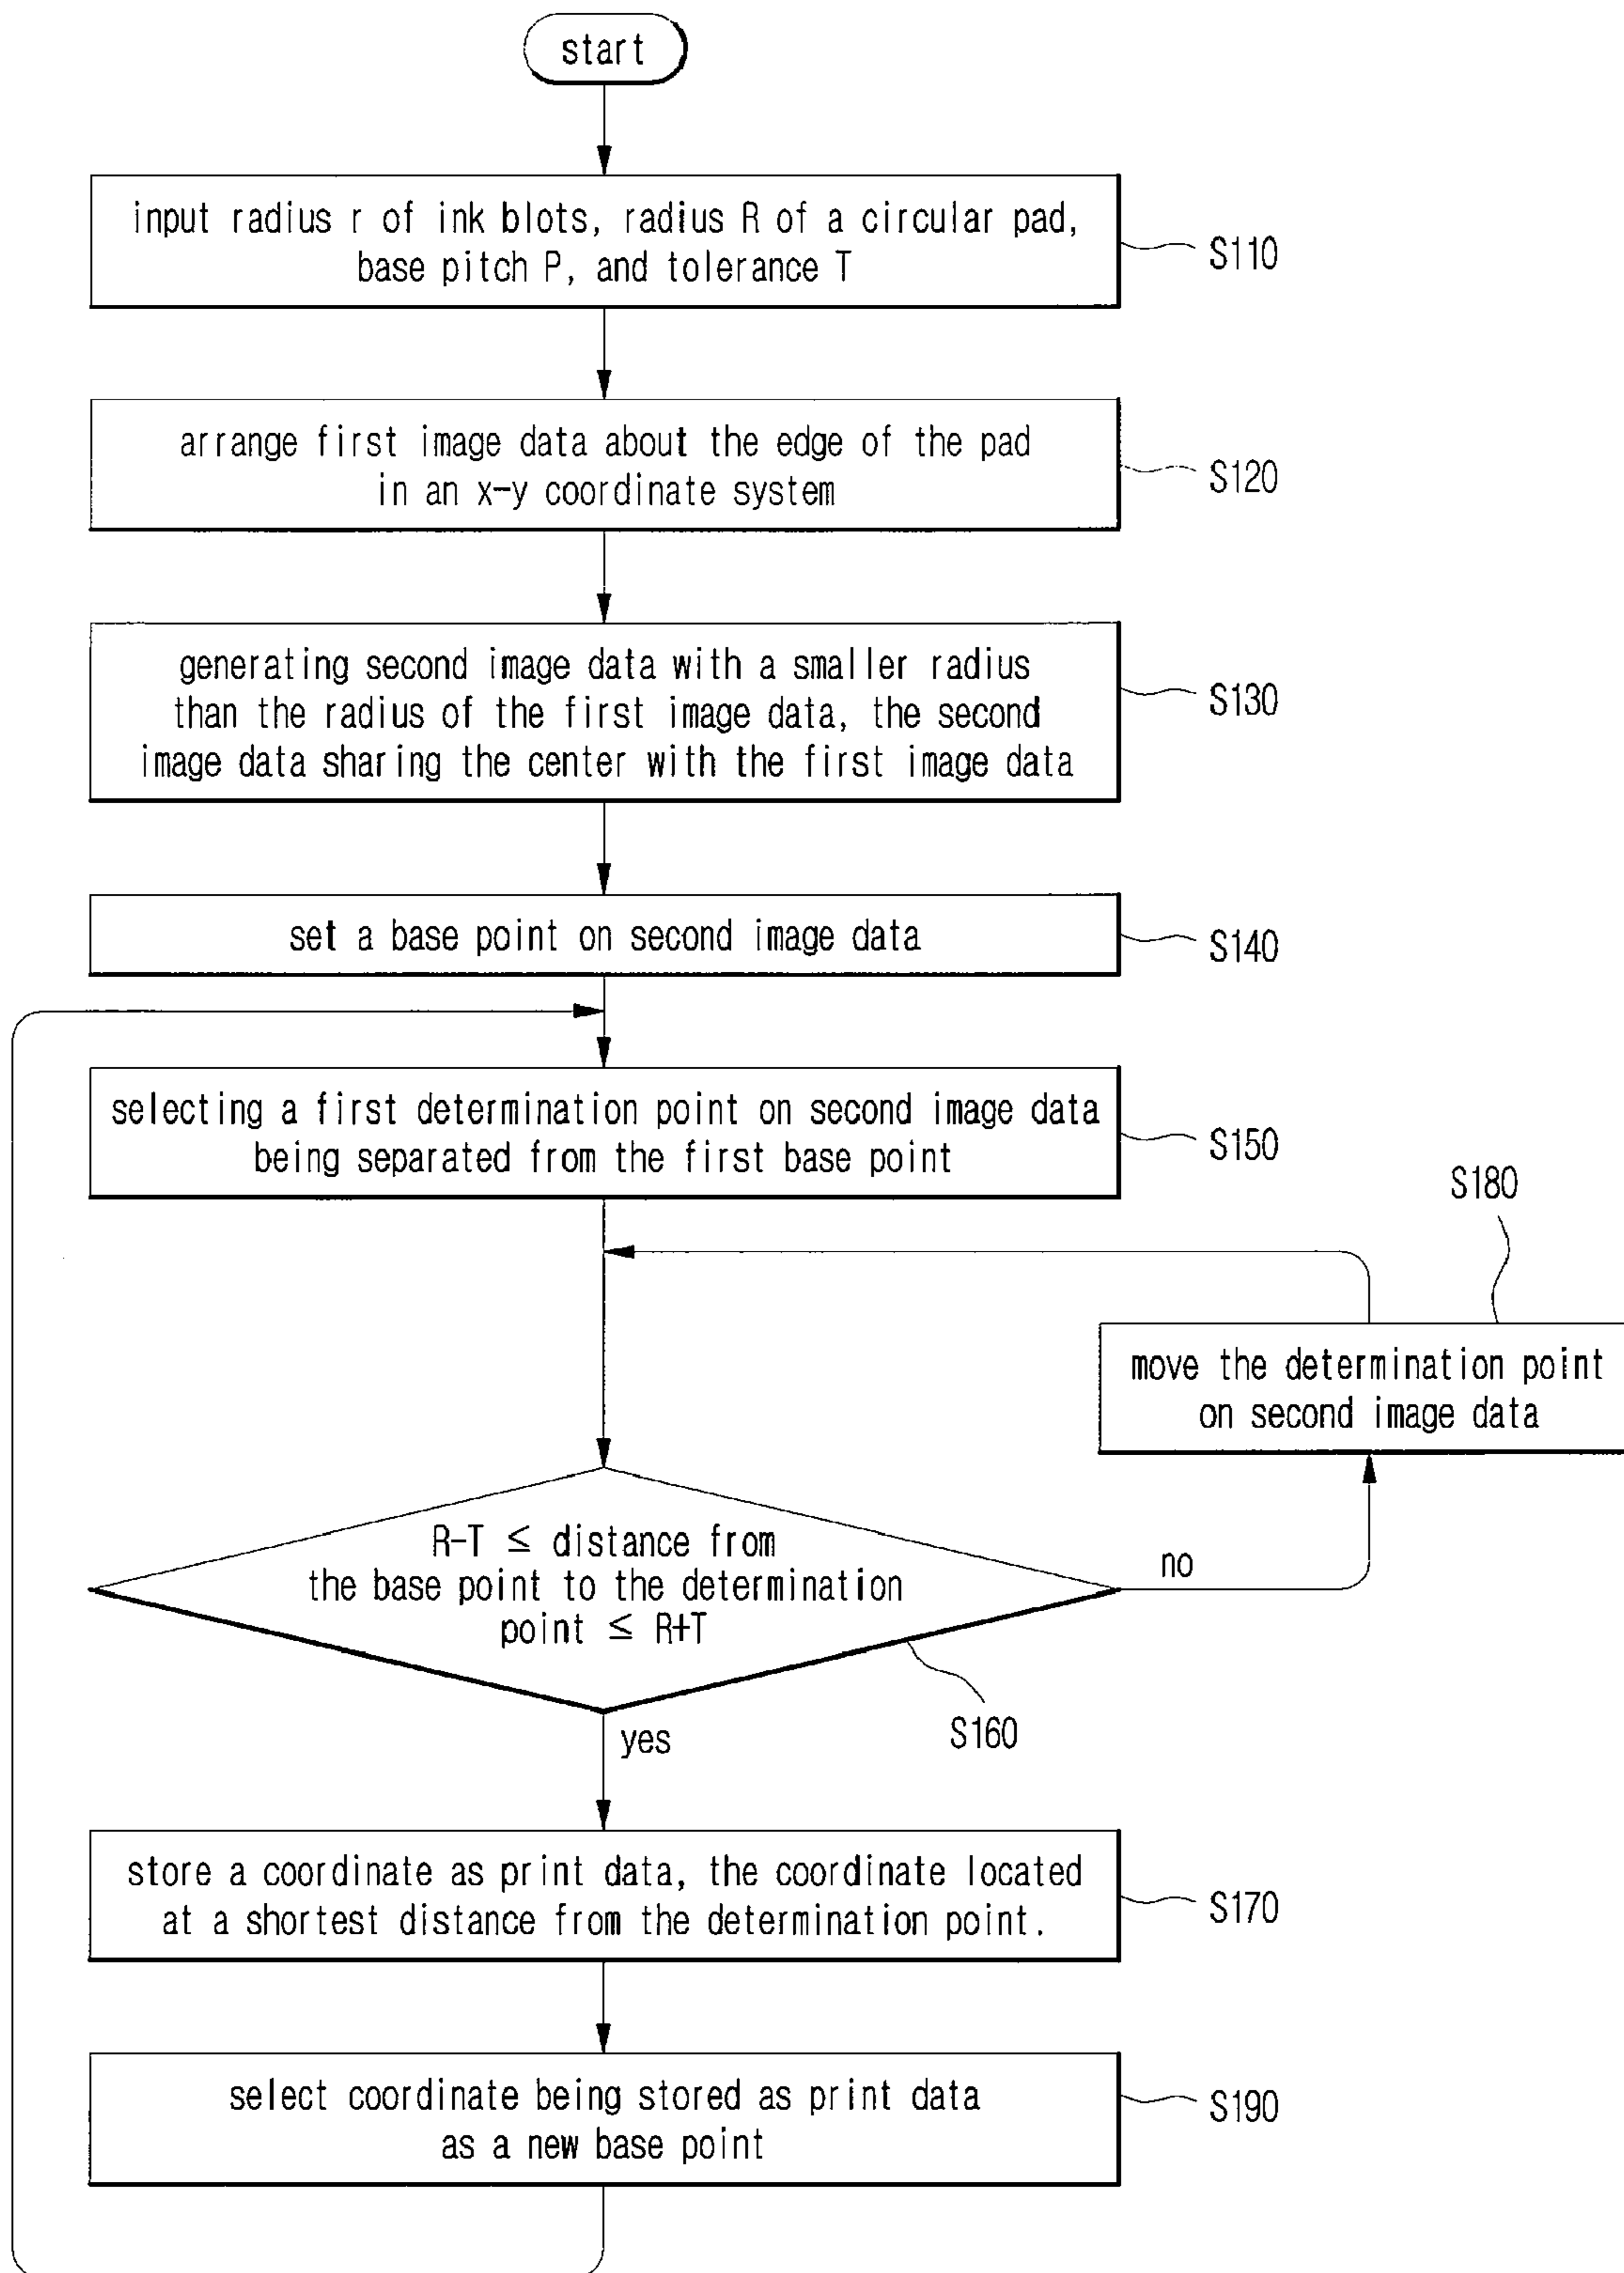 start
input radius r of ink blots, radius R of a circular pad,
base pitch P, and tolerance T
S110
arrange first image data about the edge of the pad
in an x-y coordinate system
S120
generating second image data with a smaller radius
than the radius of the first image data, the second
image data sharing the center with the first image data
S130
set a base point on second image data
S140
selecting a first determination point on second image data
being separated from the first base point
S150
S180
move the determination point
on second image data
R-T ≤ distance from
the base point to the determination
point ≤ R+T
no
S160
yes
store a coordinate as print data, the coordinate located
at a shortest distance from the determination point.
S170
select coordinate being stored as print data
as a new base point
S190